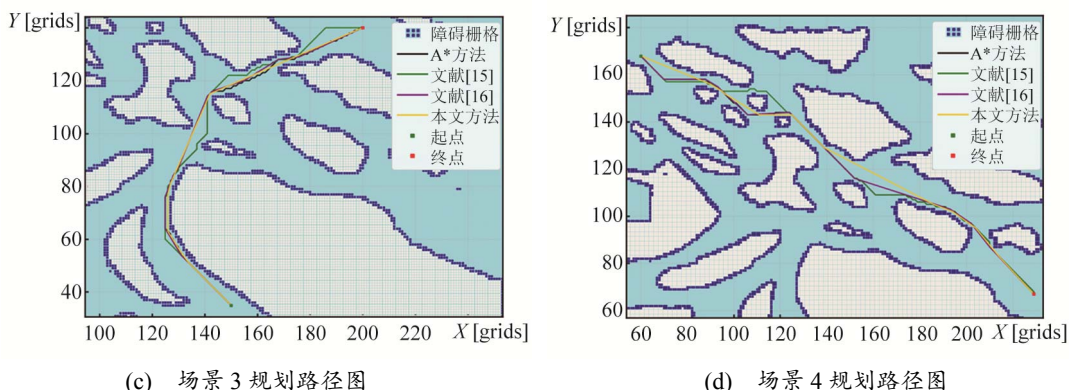 Y [grids]
障碍栅格
A*方法
文献[15]
文献[16]
本文方法
起点
终点
120
100
80
60
40
100 120 140 160 180 200 220 240
X [grids]
(c) 场景 3 规划路径图
Y [grids]
障碍栅格
A*方法
文献[15]
文献[16]
本文方法
起点
终点
160
140
120
100
80
60
60 80 100 120 140 160 180 200
X [grids]
(d) 场景 4 规划路径图